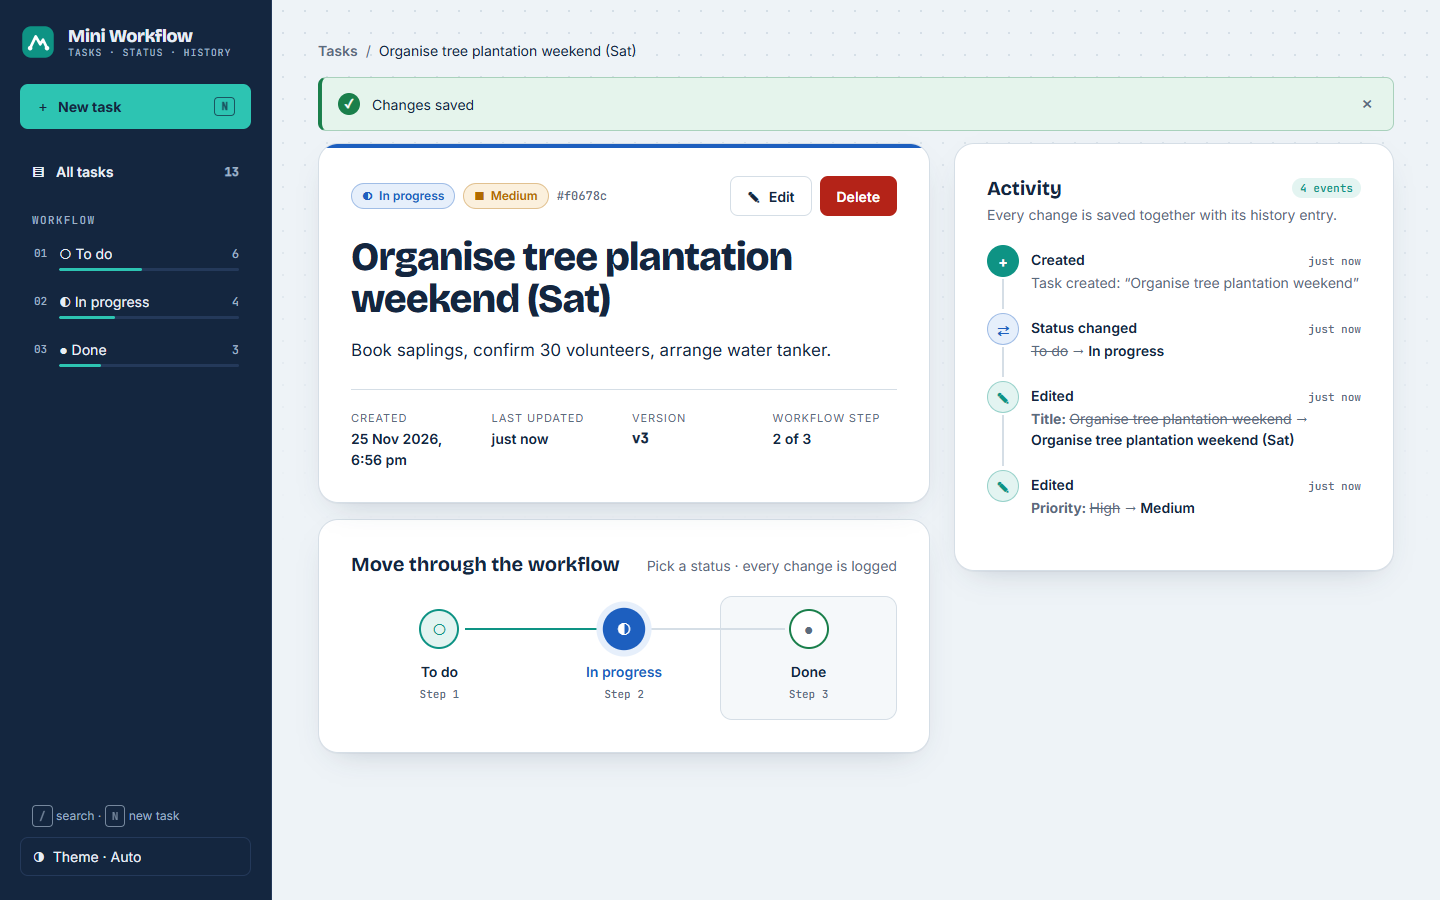 Mini Workflow
TASKS · STATUS · HISTORY
+ New task N
All tasks 13
WORKFLOW
01 To do 6
02 In progress 4
03 Done 3
/ search · N new task
Theme · Auto
Tasks / Organise tree plantation weekend (Sat)
Changes saved ×
In progress Medium #f0678c Edit Delete
Organise tree plantation
weekend (Sat)
Book saplings, confirm 30 volunteers, arrange water tanker.
CREATED LAST UPDATED VERSION WORKFLOW STEP
25 Nov 2026, just now v3 2 of 3
6:56 pm
Move through the workflow Pick a status · every change is logged
To do In progress Done
Step 1 Step 2 Step 3
Activity 4 events
Every change is saved together with its history entry.
Created just now
Task created: “Organise tree plantation weekend”
Status changed just now
To do → In progress
Edited just now
Title: Organise tree plantation weekend →
Organise tree plantation weekend (Sat)
Edited just now
Priority: High → Medium